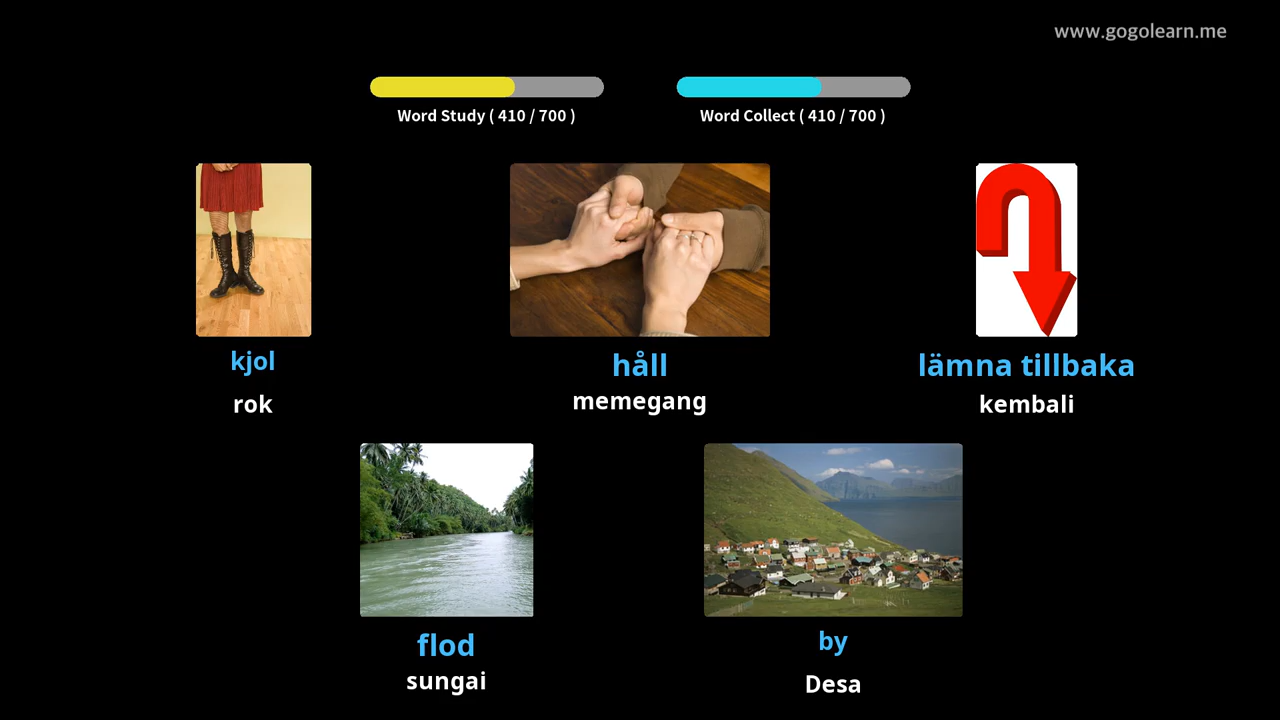 www.gogolearn.me
Word Study ( 410 / 700 )
Word Collect ( 410 / 700 )
kjol
rok
håll
memegang
lämna tillbaka
kembali
flod
sungai
by
Desa